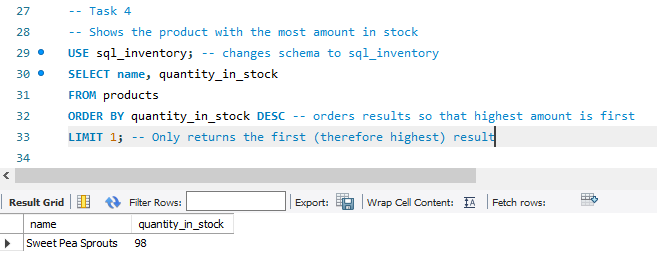 27 -- Task 4
28 -- Shows the product with the most amount in stock
29 USE sql_inventory; -- changes schema to sql_inventory
30 SELECT name, quantity_in_stock
31 FROM products
32 ORDER BY quantity_in_stock DESC -- orders results so that highest amount is first
33 LIMIT 1; -- Only returns the first (therefore highest) result
34
Result Grid Filter Rows: Export: Wrap Cell Content: IA Fetch rows:
name quantity_in_stock
Sweet Pea Sprouts 98